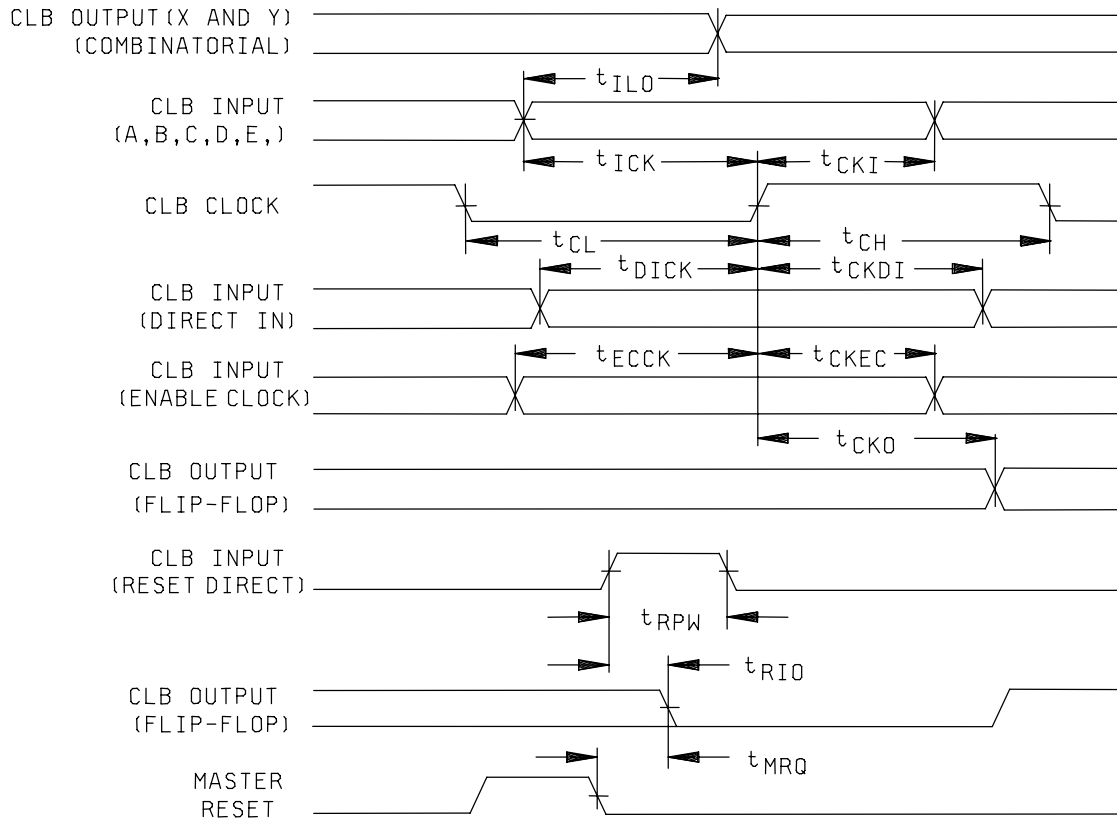 CLB OUTPUT(X AND Y)
(COMBINATORIAL)
tILO
CLB INPUT
(A,B,C,D,E,)
tICK
tCKI
CLB CLOCK
tCL
tCH
tDICK
tCKDI
CLB INPUT
(DIRECT IN)
tECCK
tCKEC
CLB INPUT
(ENABLE CLOCK)
tCKO
CLB OUTPUT
(FLIP-FLOP)
CLB INPUT
(RESET DIRECT)
tRPW
tRIO
CLB OUTPUT
(FLIP-FLOP)
tMRQ
MASTER
RESET